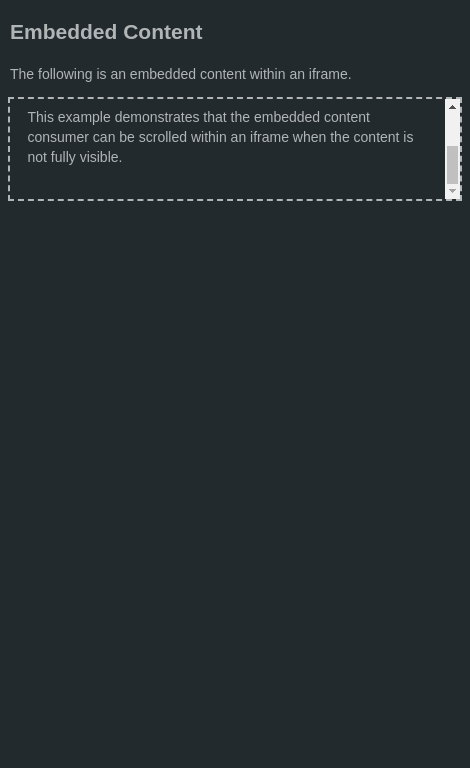 Embedded Content
The following is an embedded content within an iframe.
This example demonstrates that the embedded content
consumer can be scrolled within an iframe when the content is
not fully visible.